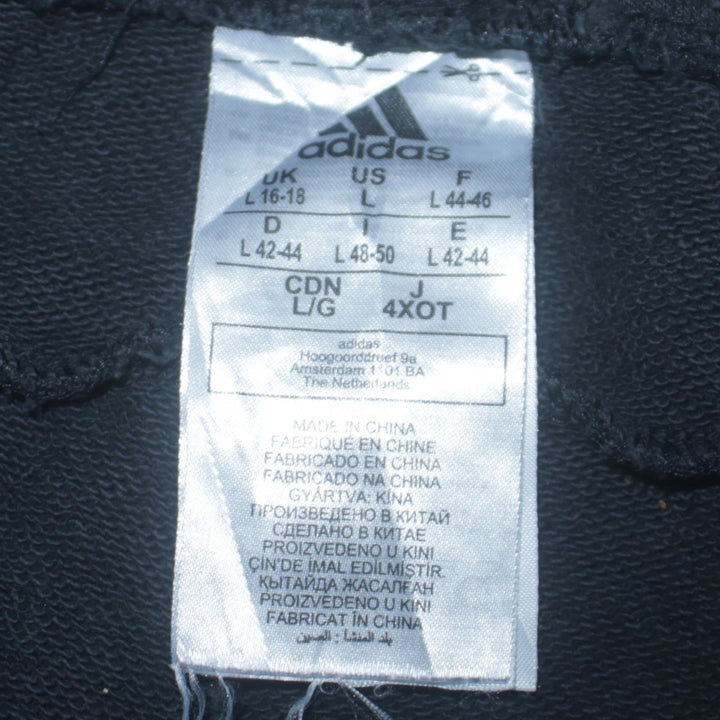 adidas
UK US F
L 16-18 L L 44-46
D I E
L 42-44 L 48-50 L 42-44
CDN J
L/G 4XOT
adidas
Hoogoorddreef 9a
Amsterdam 1101 BA
The Netherlands
MADE IN CHINA
FABRIQUÉ EN CHINE
FABRICADO EN CHINA
FABRICADO NA CHINA
GYÁRTVA: KÍNA
ПРОИЗВЕДЕНО В КИТАЙ
СДЕЛАНО В КИТАЕ
PROIZVEDENO U KINI
ÇİN'DE İMAL EDİLMİŞTİR.
ҚЫТАЙДА ЖАСАЛҒАН
PROIZVEDENO U KINI
FABRICAT ÎN CHINA
بلد المنشأ : الصين